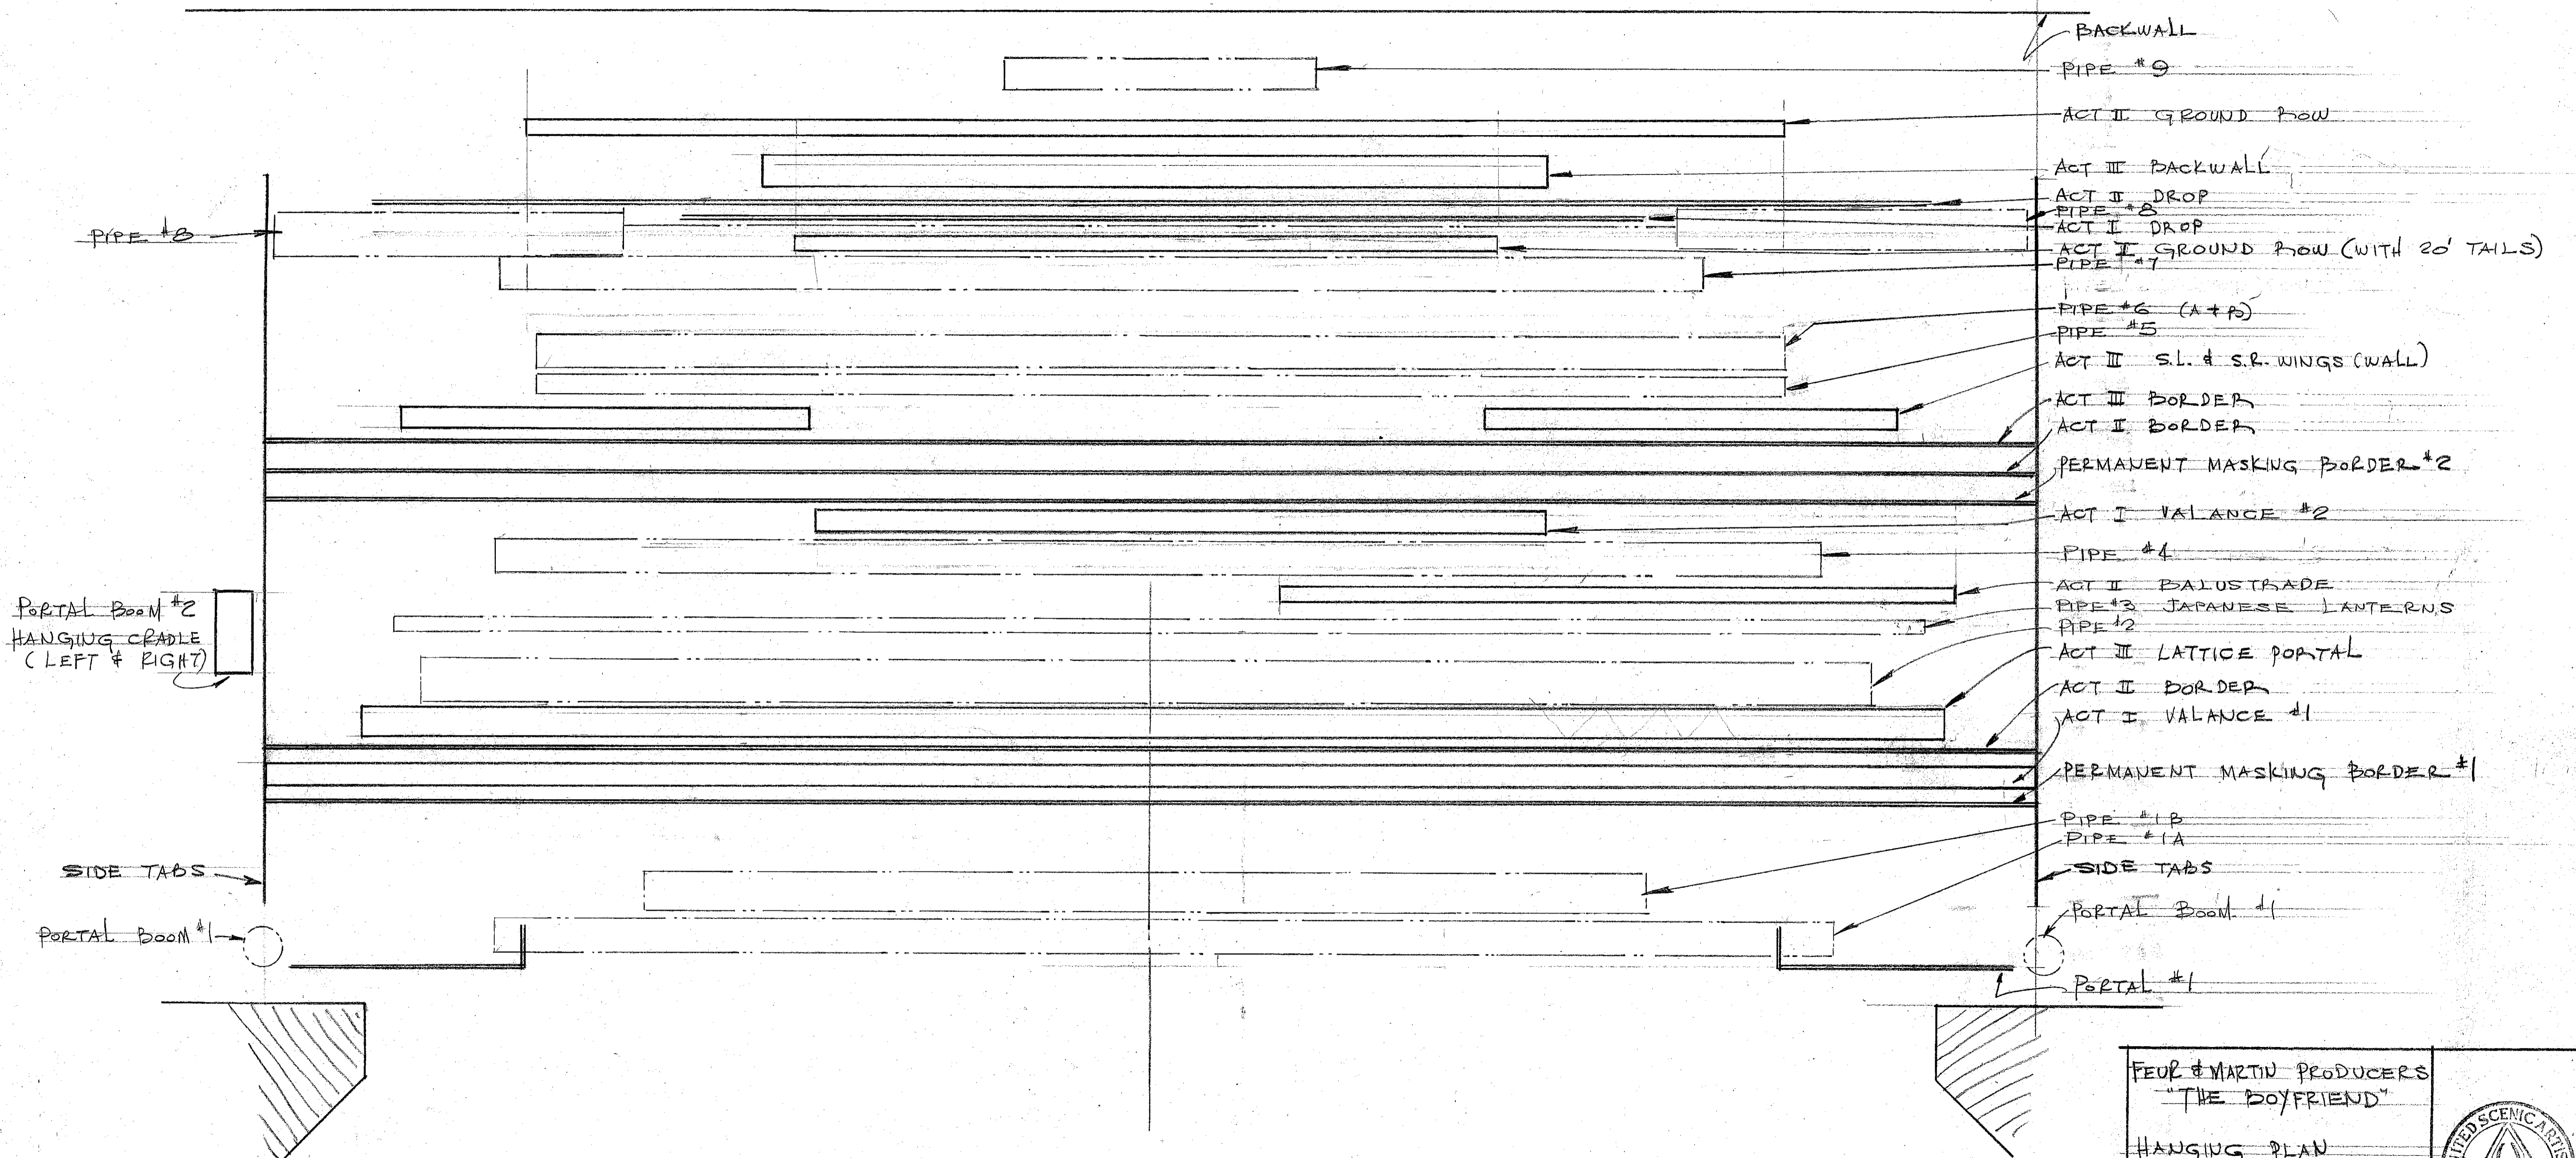 BACKWALL
PIPE #9
ACT II GROUND ROW
ACT III BACKWALL
ACT II DROP
PIPE #8
ACT I DROP
ACT I GROUND ROW (WITH 20' TAILS)
PIPE #7
PIPE #6 (A + B)
PIPE #5
ACT III S.L. & S.R. WINGS (WALL)
ACT III BORDER
ACT II BORDER
PERMANENT MASKING BORDER #2
ACT I VALANCE #2
PIPE #4
ACT II BALUSTRADE
PIPE #3 JAPANESE LANTERNS
PIPE #2
ACT III LATTICE PORTAL
ACT II BORDER
ACT I VALANCE #1
PERMANENT MASKING BORDER #1
PIPE #1B
PIPE #1A
SIDE TABS
PORTAL BOOM #1
PORTAL #1
PIPE #8
PORTAL BOOM #2
HANGING CRADLE
(LEFT & RIGHT)
SIDE TABS
PORTAL BOOM #1
FEUR & MARTIN PRODUCERS
"THE BOYFRIEND"
HANGING PLAN
UNITED SCENIC ARTIS